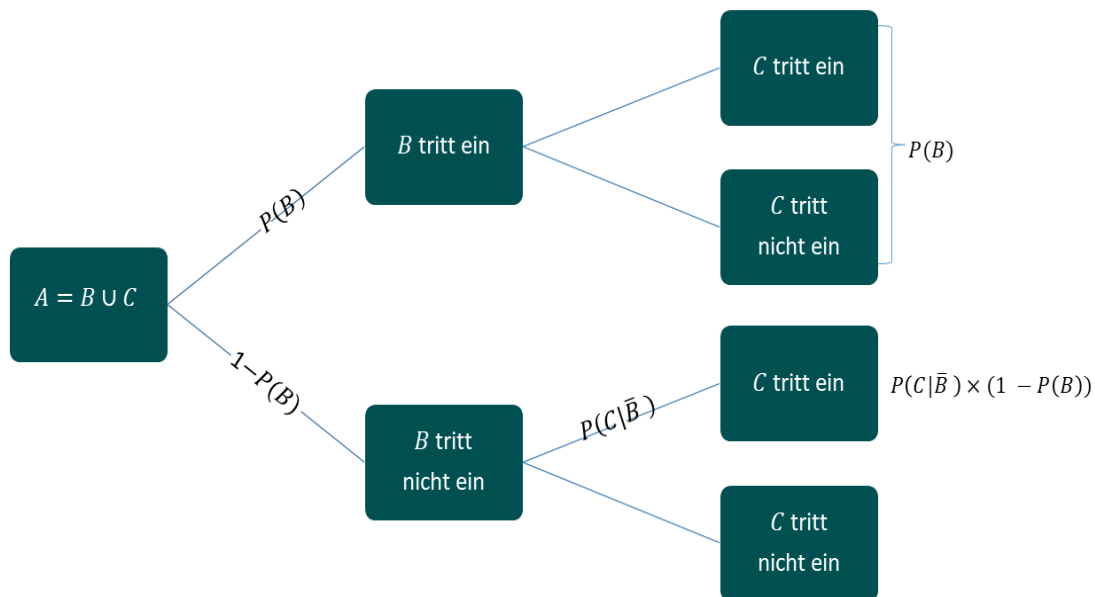 A = B ∪ C
P(B)
1−P(B)
B tritt ein
B tritt
nicht ein
P(C|B̄ )
C tritt ein
C tritt
nicht ein
P(B)
C tritt ein
P(C|B̄ ) × (1 − P(B))
C tritt
nicht ein